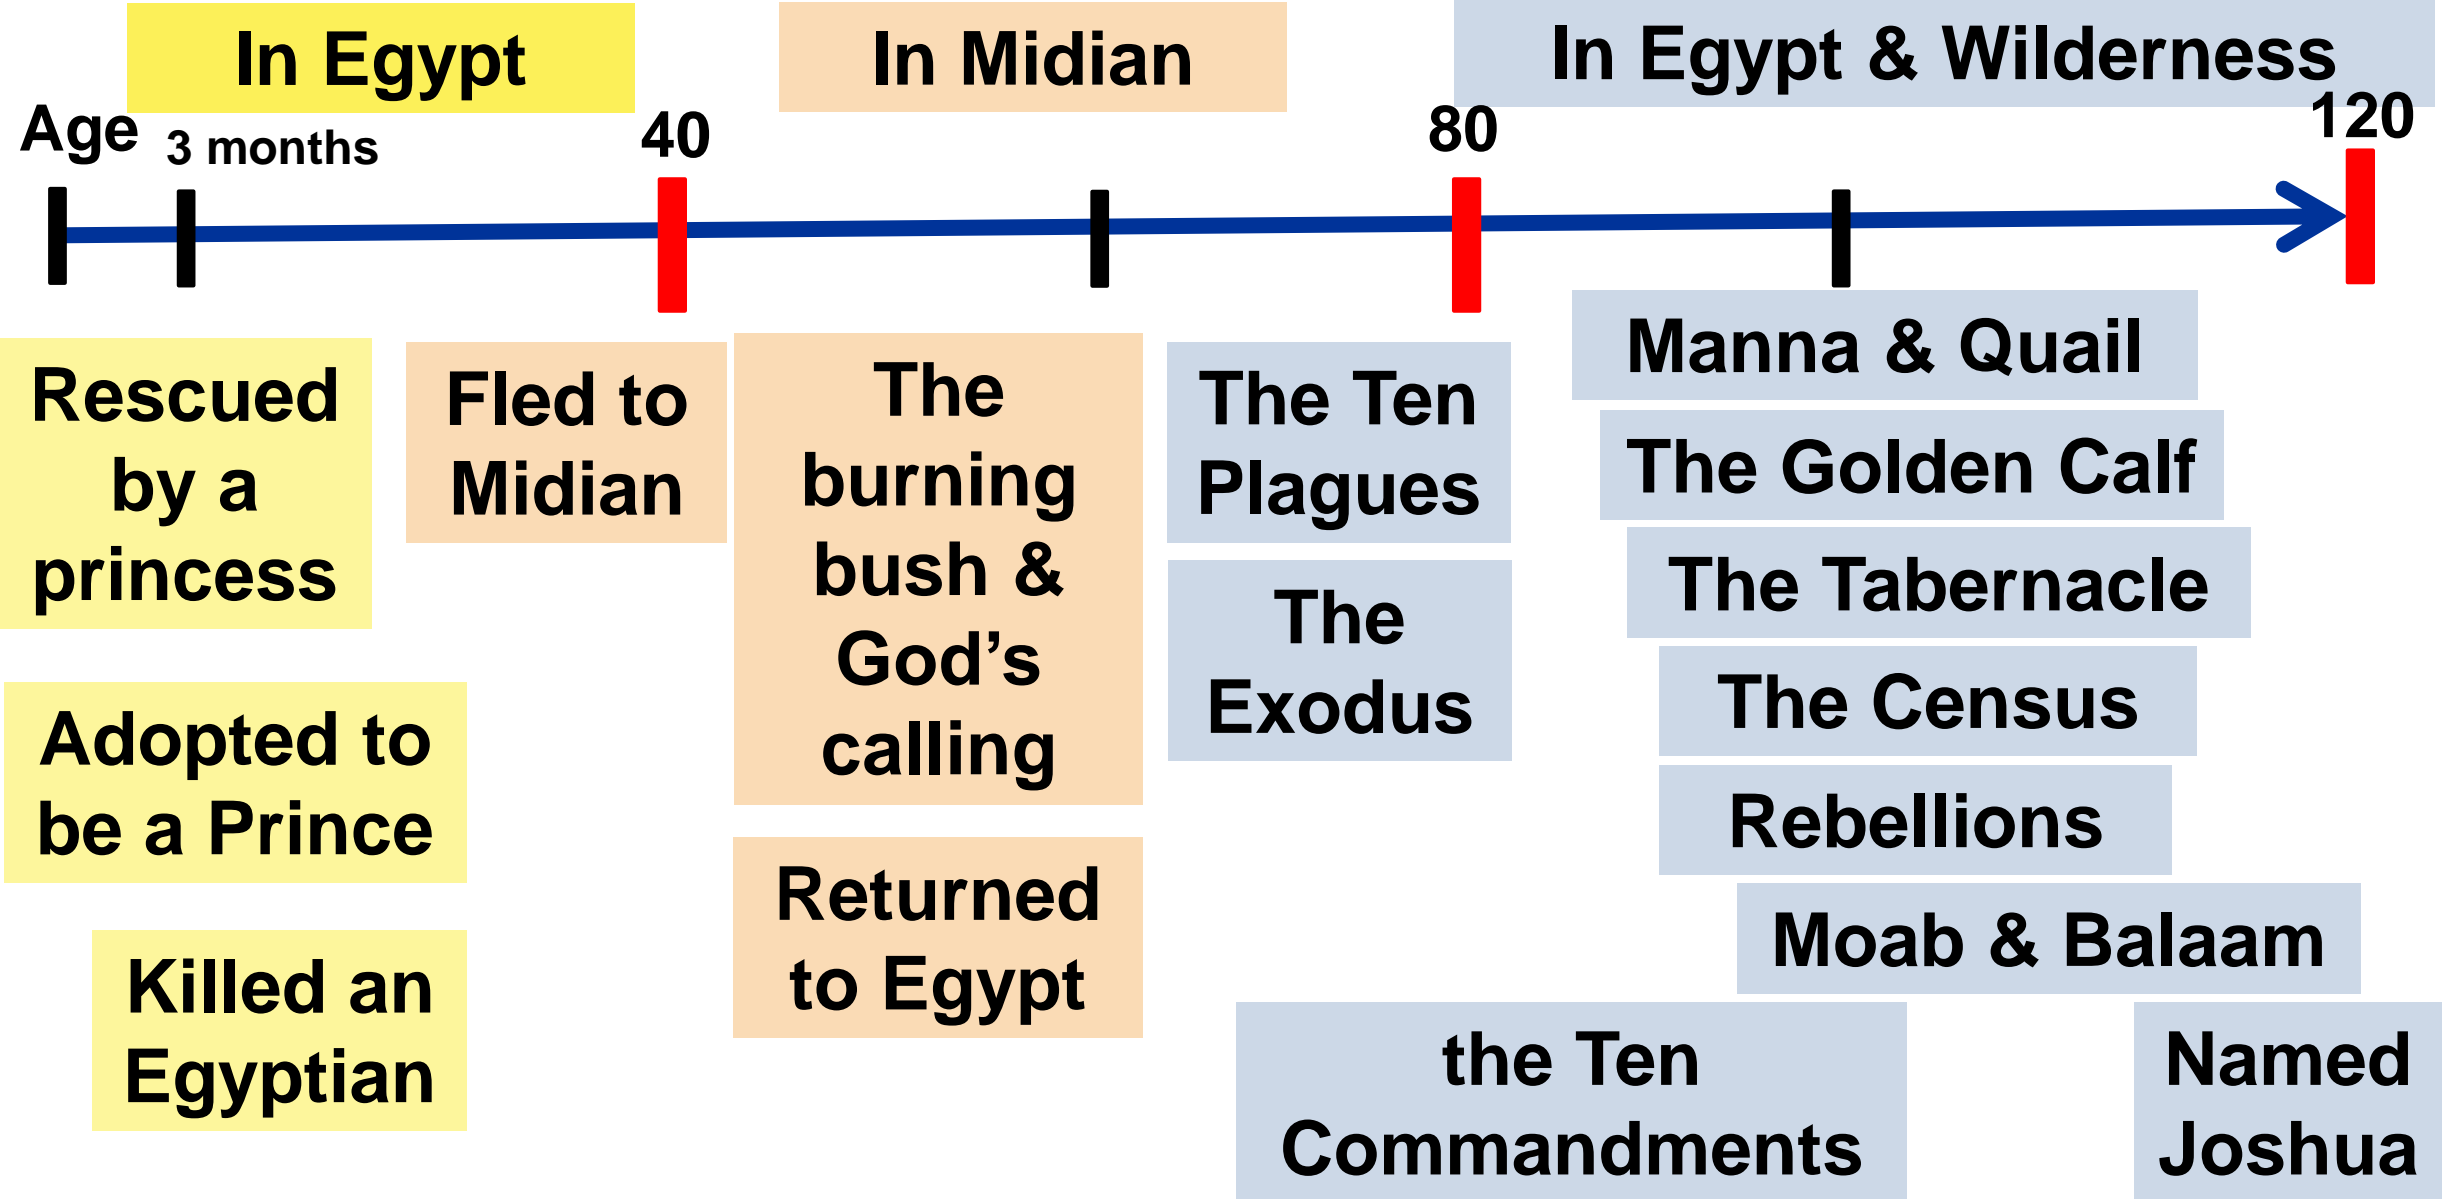 In Egypt
In Midian
In Egypt & Wilderness
Age
3 months
40
80
120
Rescued
by a
princess
Adopted to
be a Prince
Killed an
Egyptian
Fled to
Midian
The
burning
bush &
God’s
calling
Returned
to Egypt
The Ten
Plagues
The
Exodus
Manna & Quail
The Golden Calf
The Tabernacle
The Census
Rebellions
Moab & Balaam
the Ten
Commandments
Named
Joshua